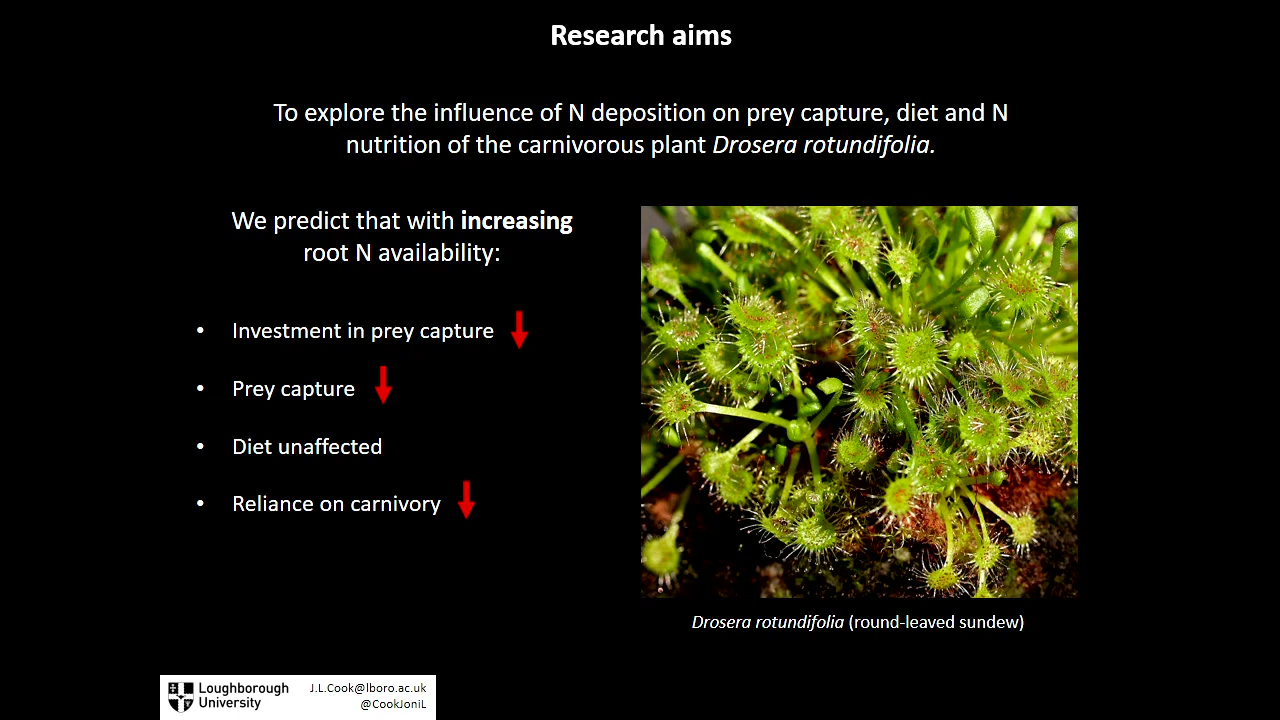 Research aims
To explore the influence of N deposition on prey capture, diet and N
nutrition of the carnivorous plant Drosera rotundifolia.
We predict that with increasing
root N availability:
• Investment in prey capture
• Prey capture
• Diet unaffected
• Reliance on carnivory
Drosera rotundifolia (round-leaved sundew)
Loughborough
University
J.L.Cook@lboro.ac.uk
@CookJoniL